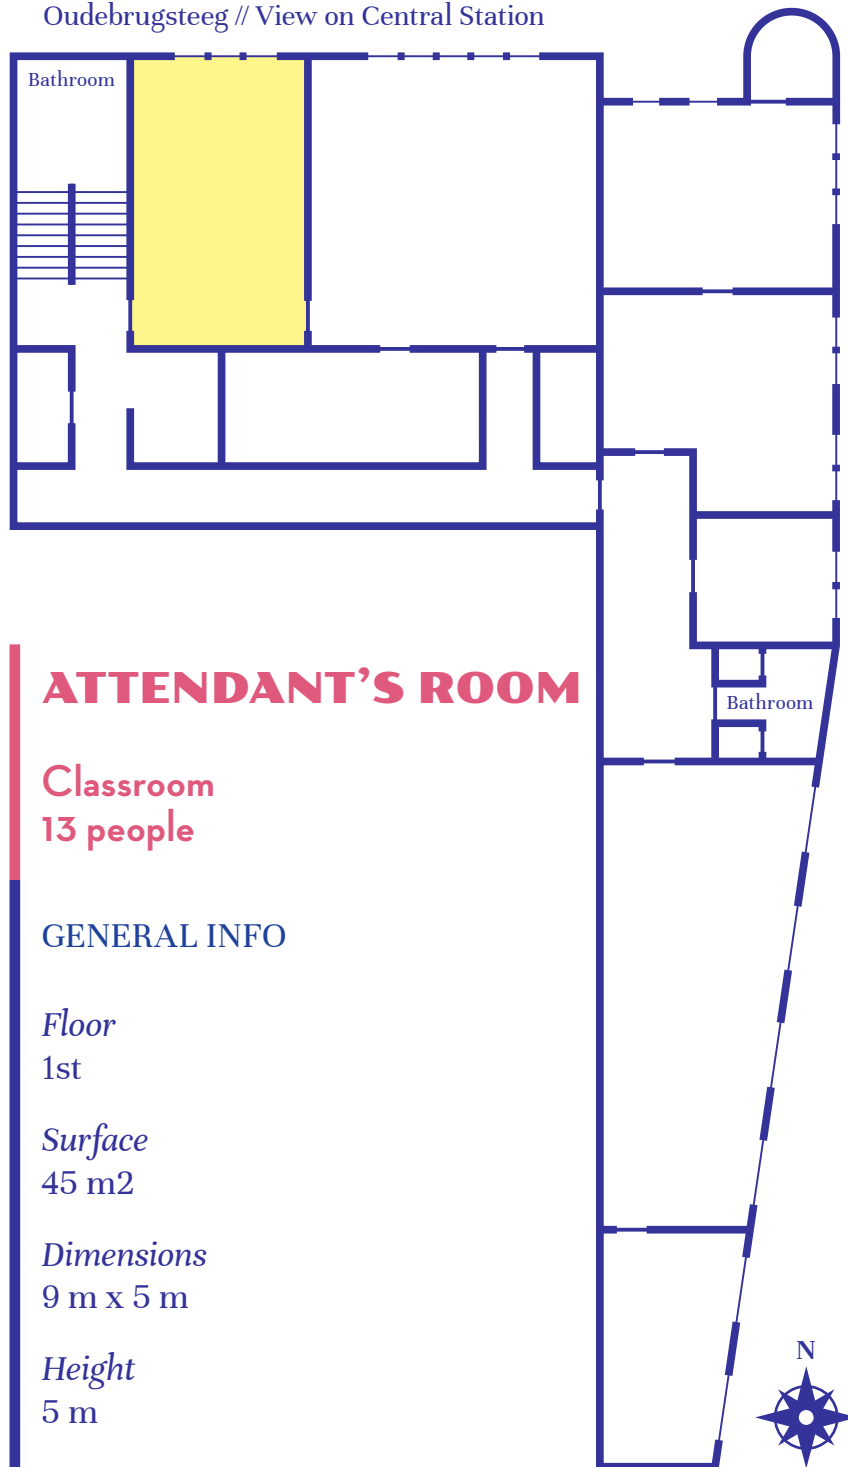 Oudebrugsteeg // View on Central Station
Bathroom
ATTENDANT’S ROOM
Bathroom
Classroom
13 people
GENERAL INFO
Floor
1st
Surface
45 m2
Dimensions
9 m x 5 m
Height
5 m
N